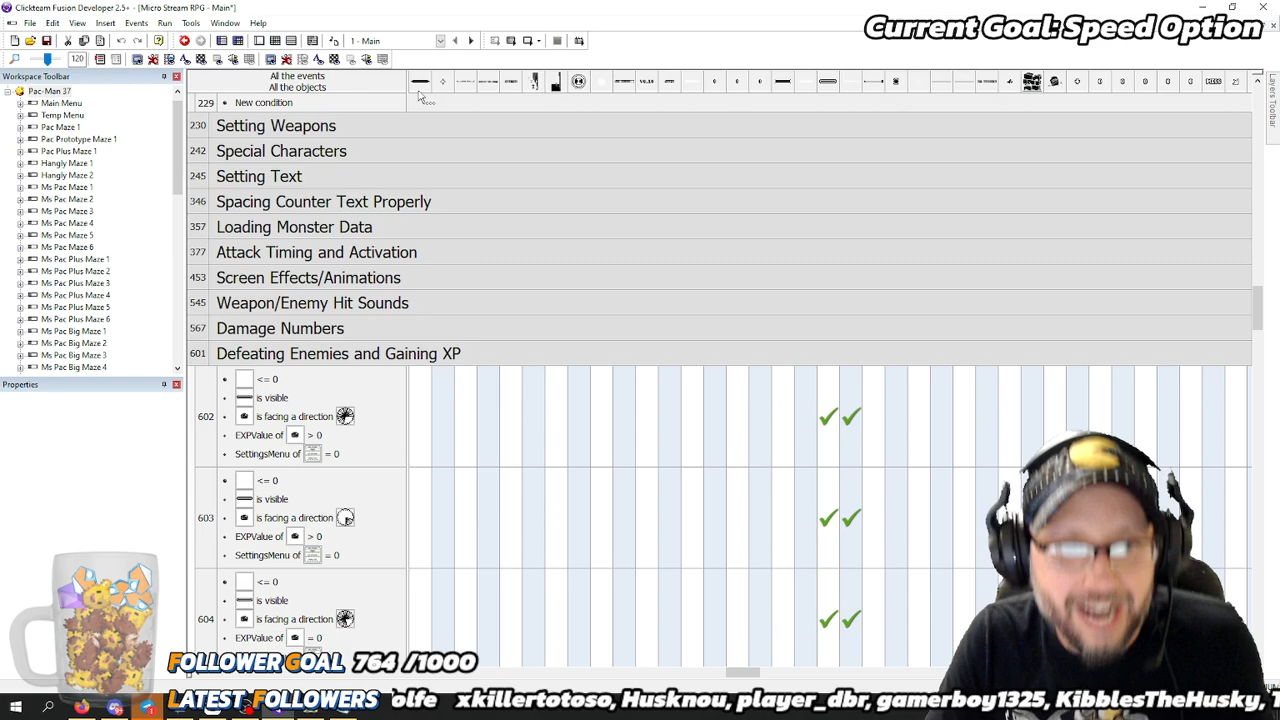 Clickteam Fusion Developer 2.5+ - [Micro Stream RPG - Main*]
File Edit View Insert Events Run Tools Window Help
Current Goal: Speed Option
120
1 - Main
Workspace Toolbar
Pac-Man 37
Main Menu
Temp Menu
Pac Maze 1
Pac Prototype Maze 1
Pac Plus Maze 1
Hangly Maze 1
Hangly Maze 2
Ms Pac Maze 1
Ms Pac Maze 2
Ms Pac Maze 3
Ms Pac Maze 4
Ms Pac Maze 5
Ms Pac Maze 6
Ms Pac Plus Maze 1
Ms Pac Plus Maze 2
Ms Pac Plus Maze 3
Ms Pac Plus Maze 4
Ms Pac Plus Maze 5
Ms Pac Plus Maze 6
Ms Pac Big Maze 1
Ms Pac Big Maze 2
Ms Pac Big Maze 3
Ms Pac Big Maze 4
Properties
All the events
All the objects
Layers Toolbar
229 • New condition
230 Setting Weapons
242 Special Characters
245 Setting Text
346 Spacing Counter Text Properly
357 Loading Monster Data
377 Attack Timing and Activation
453 Screen Effects/Animations
545 Weapon/Enemy Hit Sounds
567 Damage Numbers
601 Defeating Enemies and Gaining XP
602
• <= 0
• is visible
• is facing a direction
• EXPValue of > 0
• SettingsMenu of = 0
603
• <= 0
• is visible
• is facing a direction
• EXPValue of > 0
• SettingsMenu of = 0
604
• <= 0
• is visible
• is facing a direction
• EXPValue of = 0
Follower Goal 764 /1000
Latest Followers olfe xkillertotoso, Husknou, player_dbr, gamerboy1325, KibblesTheHusky,